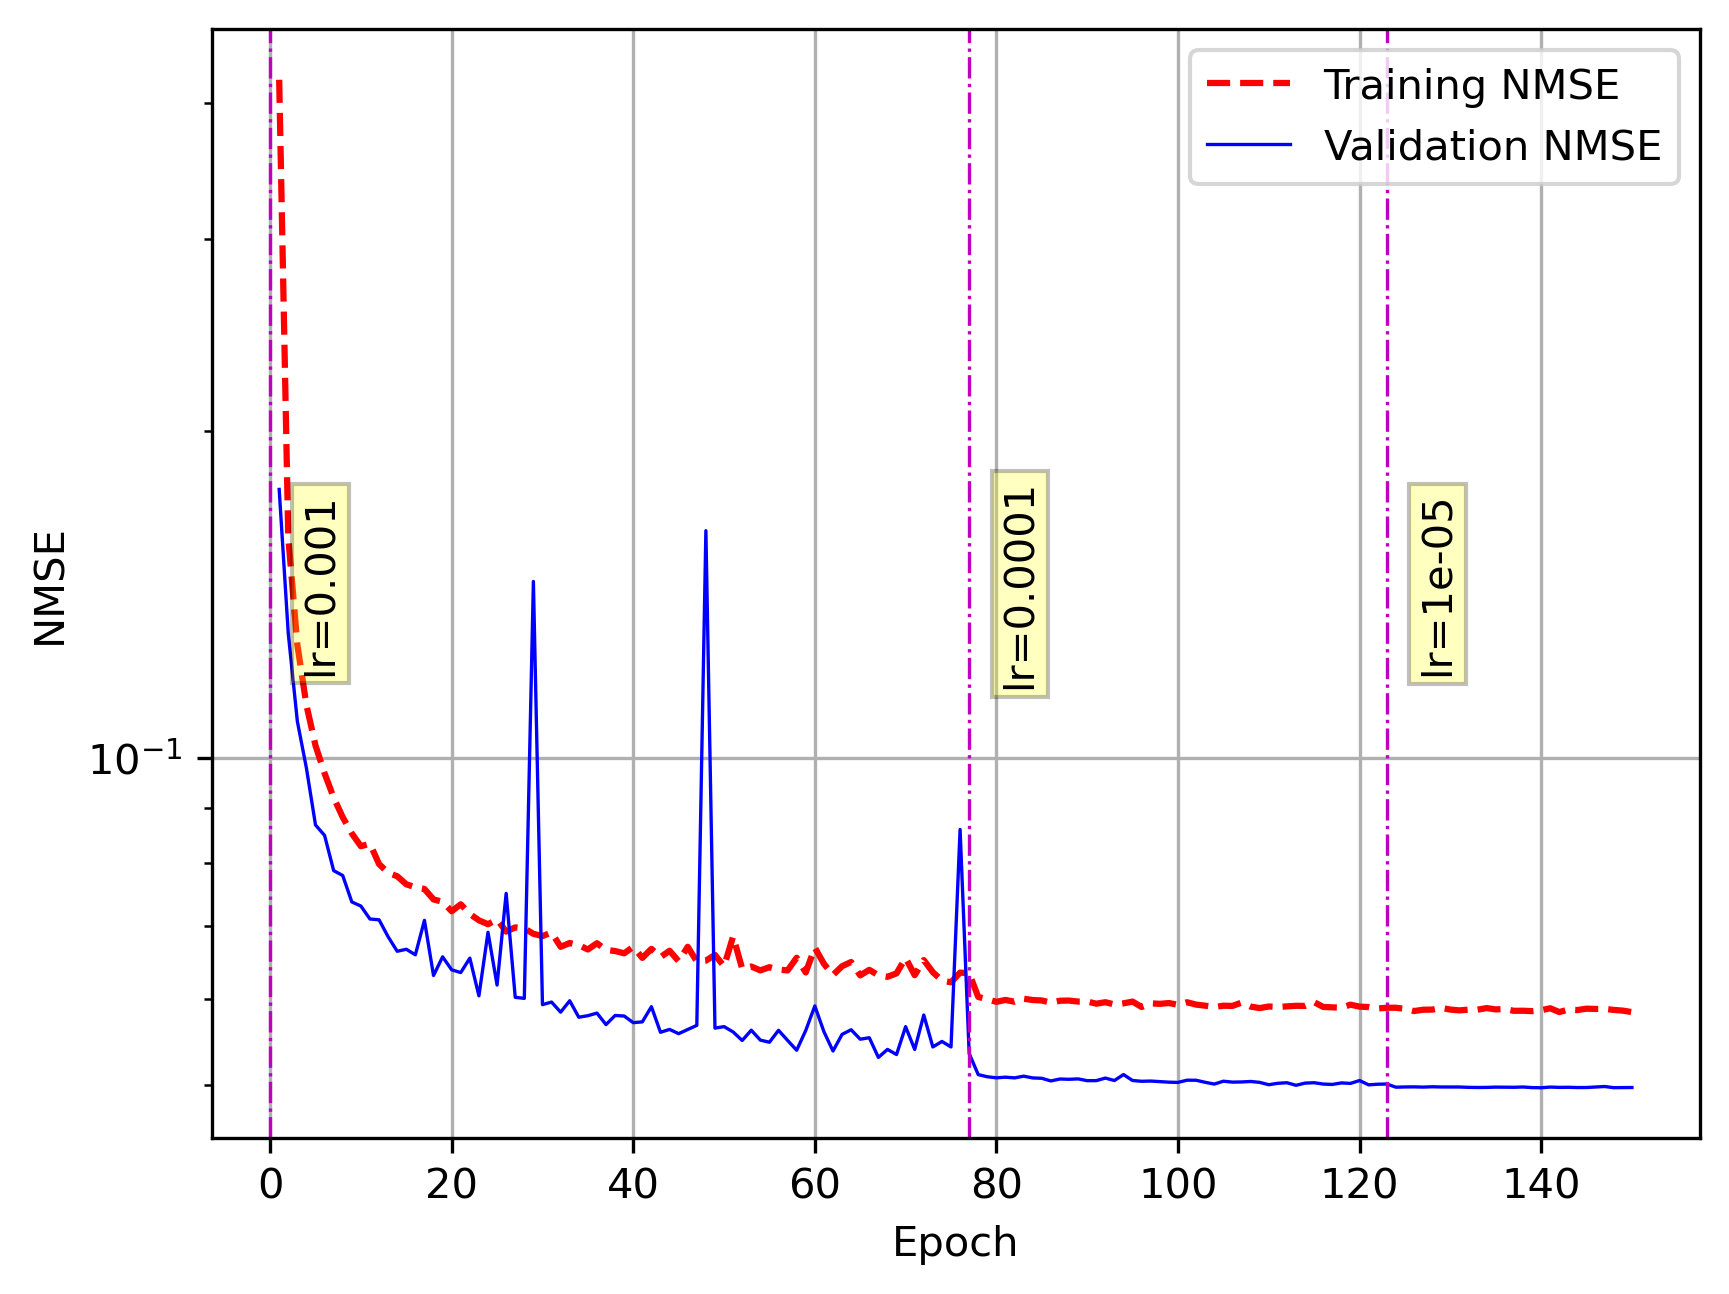 Training NMSE
Validation NMSE
lr=0.001
lr=0.0001
lr=1e-05
NMSE
10⁻¹
0 20 40 60 80 100 120 140
Epoch